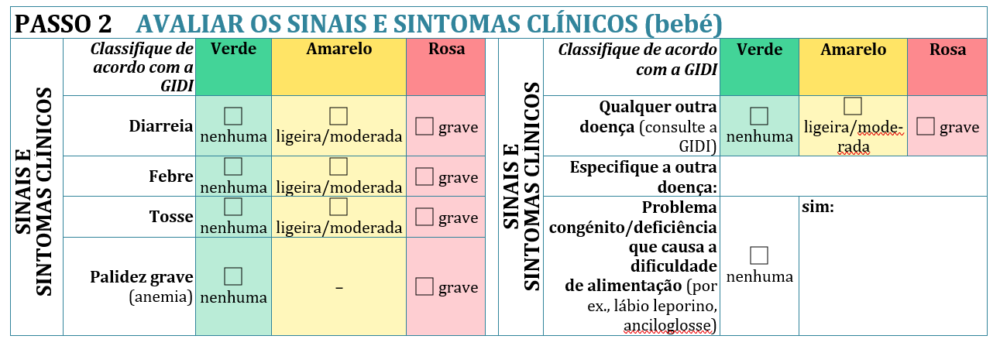 PASSO 2 AVALIAR OS SINAIS E SINTOMAS CLÍNICOS (bebé)
SINAIS E
SINTOMAS CLÍNICOS
Classifique de
acordo com a
GIDI
Verde
Amarelo
Rosa
Diarreia
☐
nenhuma
☐
ligeira/moderada
☐ grave
Febre
☐
nenhuma
☐
ligeira/moderada
☐ grave
Tosse
☐
nenhuma
☐
ligeira/moderada
☐ grave
Palidez grave
(anemia)
☐
nenhuma
–
☐ grave
SINAIS E
SINTOMAS CLÍNICOS
Classifique de acordo
com a GIDI
Verde
Amarelo
Rosa
Qualquer outra
doença (consulte a
GIDI)
☐
nenhuma
☐
ligeira/mode-
rada
☐ grave
Especifique a outra
doença:
Problema
congénito/deficiência
que causa a
dificuldade
de alimentação (por
ex., lábio leporino,
anciloglosse)
☐
nenhuma
sim: